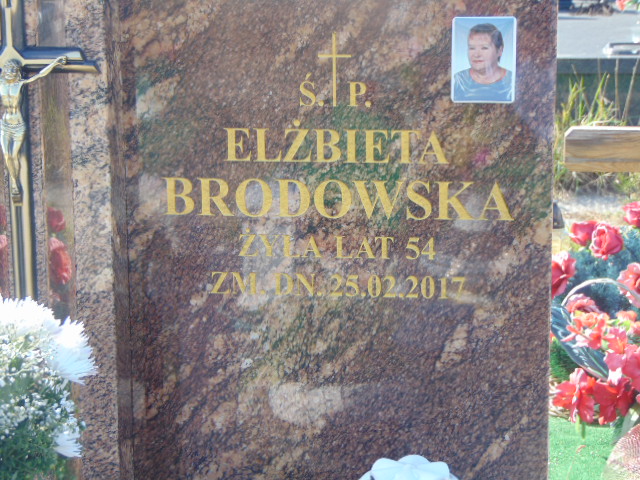 Ś. P.
ELŻBIETA
BRODOWSKA
ŻYŁA LAT 54
ZM. DN. 25.02.2017